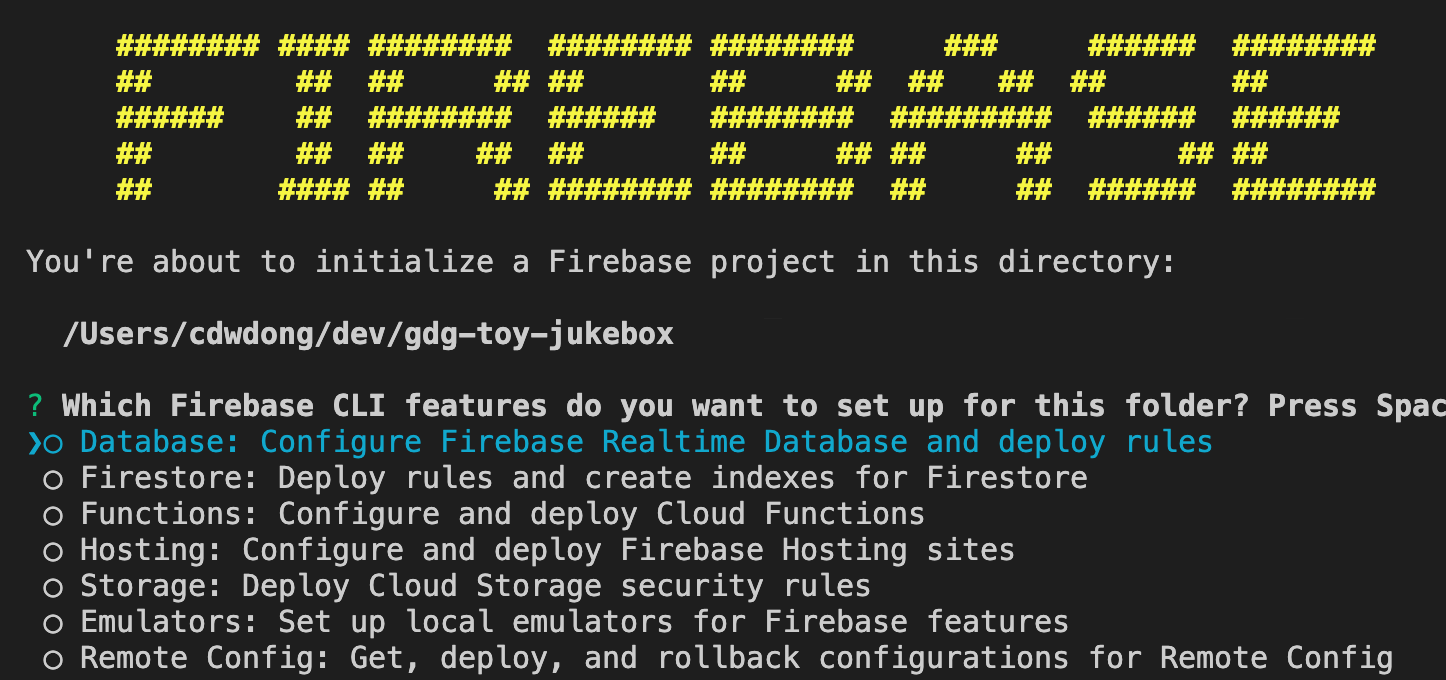 FIREBASE
You're about to initialize a Firebase project in this directory:
/Users/cdwdong/dev/gdg-toy-jukebox
? Which Firebase CLI features do you want to set up for this folder? Press Spac
❯◯ Database: Configure Firebase Realtime Database and deploy rules
◯ Firestore: Deploy rules and create indexes for Firestore
◯ Functions: Configure and deploy Cloud Functions
◯ Hosting: Configure and deploy Firebase Hosting sites
◯ Storage: Deploy Cloud Storage security rules
◯ Emulators: Set up local emulators for Firebase features
◯ Remote Config: Get, deploy, and rollback configurations for Remote Config